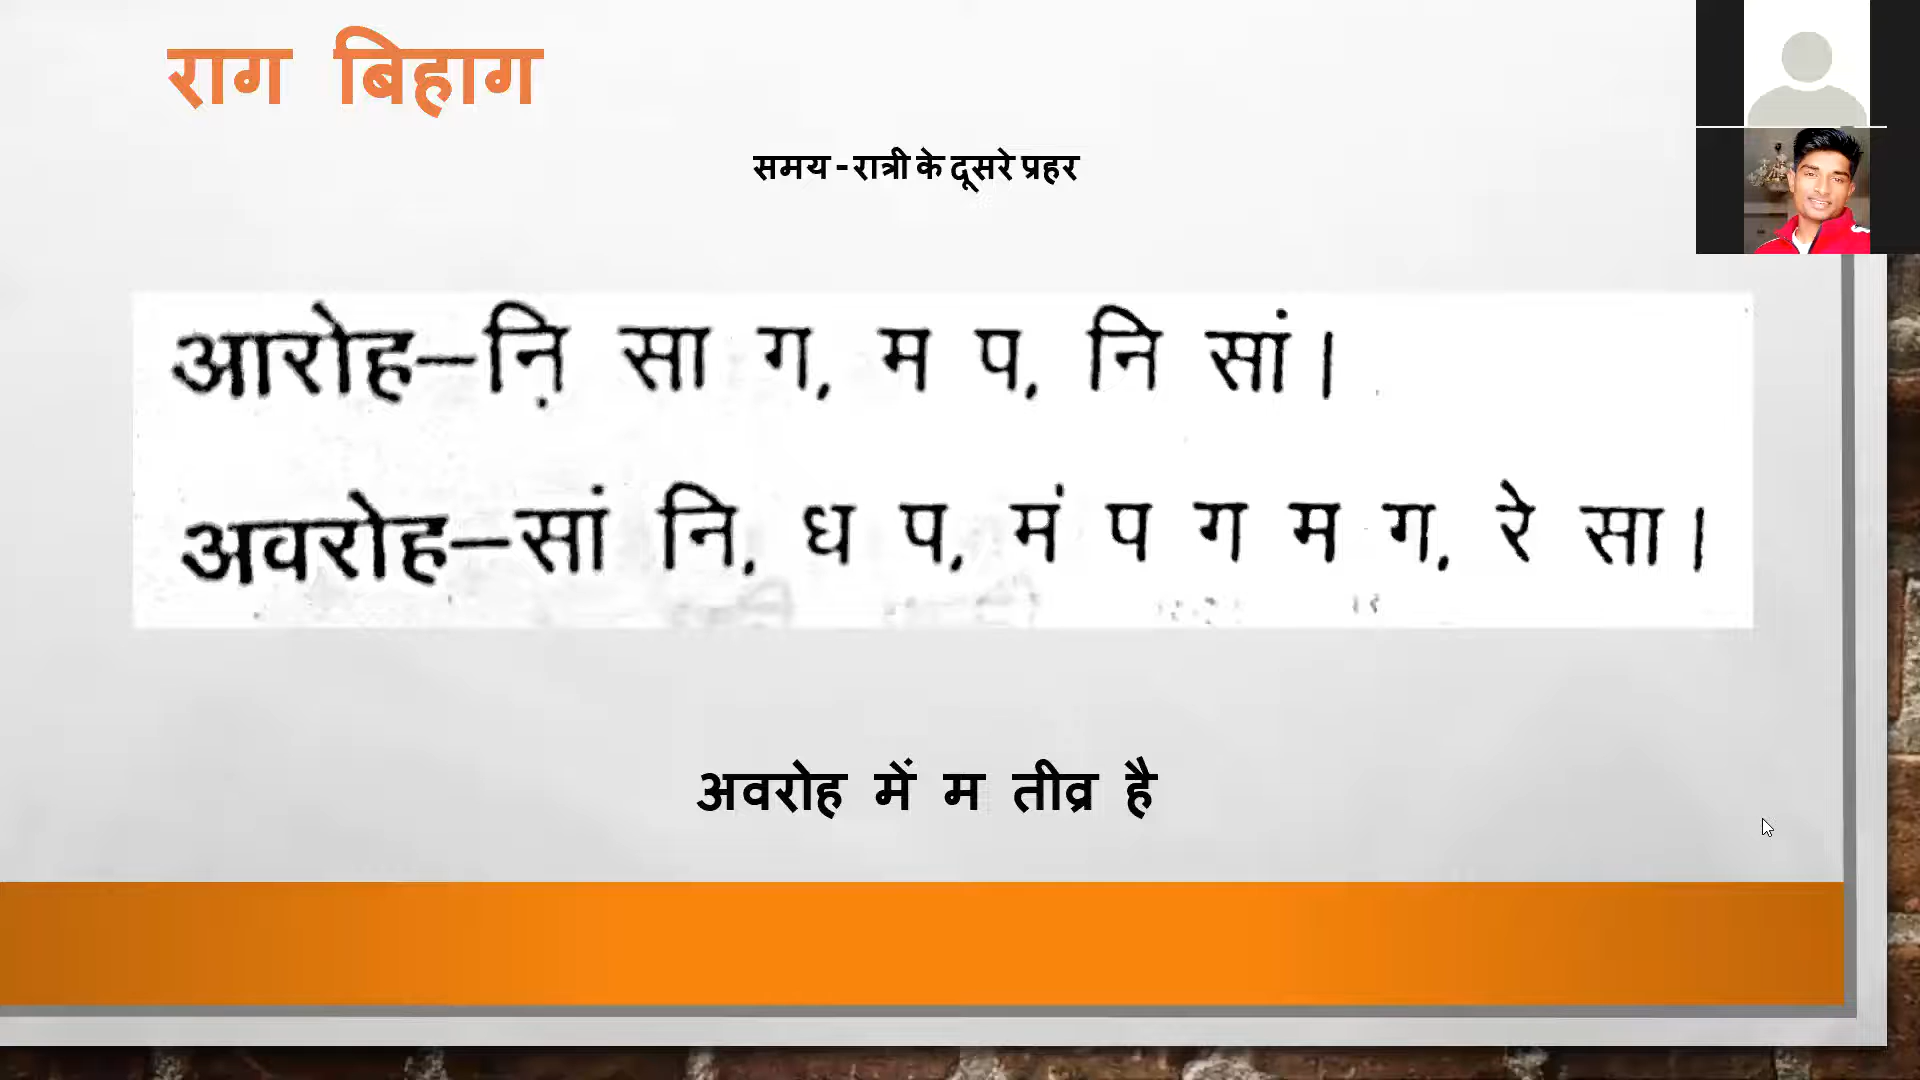 राग बिहाग
समय - रात्री के दूसरे प्रहर
आरोह—नि़ सा ग, म प, नि सां।
अवरोह—सां नि, ध प, म॑ प ग म ग, रे सा।
अवरोह में म तीव्र है